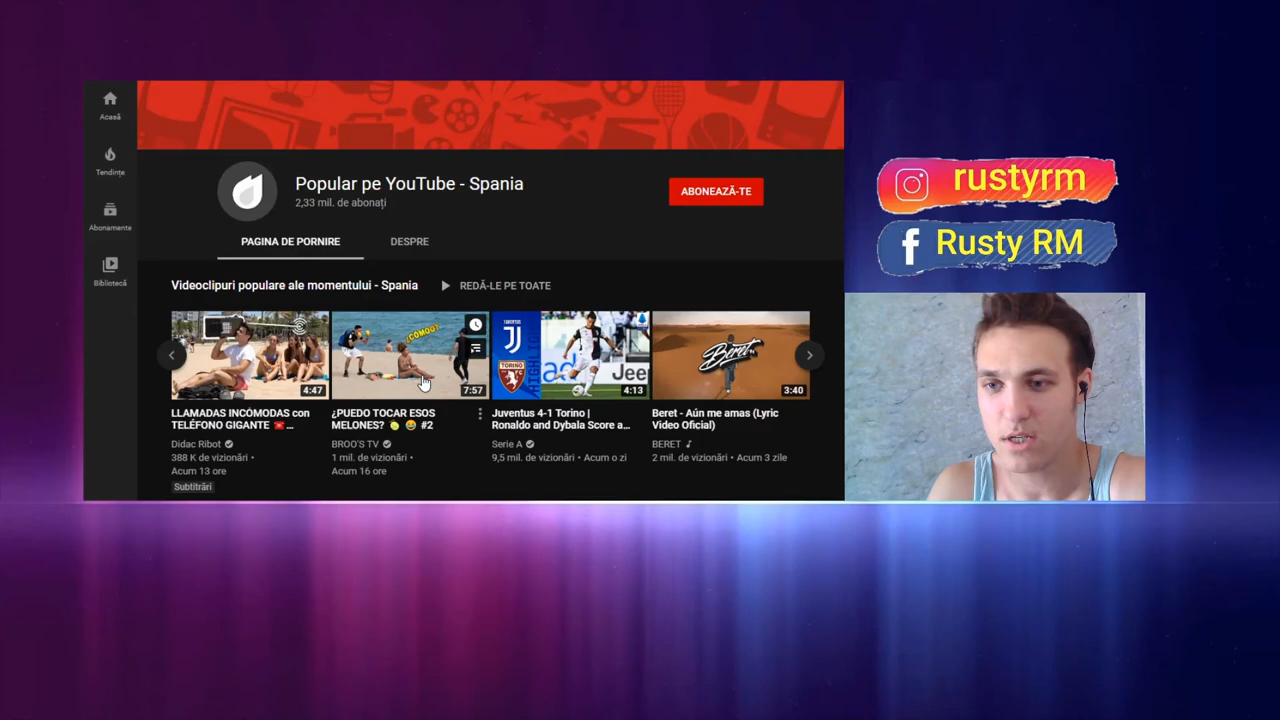 Acasă
Tendințe
Abonamente
Bibliotecă
Popular pe YouTube - Spania
2,33 mil. de abonați
ABONEAZĂ-TE
PAGINA DE PORNIRE
DESPRE
Videoclipuri populare ale momentului - Spania
REDĂ-LE PE TOATE
4:47
LLAMADAS INCÓMODAS con
TELÉFONO GIGANTE ☎️...
Didac Ribot
388 K de vizionări •
Acum 13 ore
Subtitrări
¿CÓMOO?
7:57
¿PUEDO TOCAR ESOS
MELONES? 🍈 😂 #2
BROO'S TV
1 mil. de vizionări •
Acum 16 ore
JUVENTUS
TORINO
Jeep
4:13
Juventus 4-1 Torino |
Ronaldo and Dybala Score a...
Serie A
9,5 mil. de vizionări • Acum o zi
Beret
3:40
Beret - Aún me amas (Lyric
Video Oficial)
BERET
2 mil. de vizionări • Acum 3 zile
rustyrm
f
Rusty RM